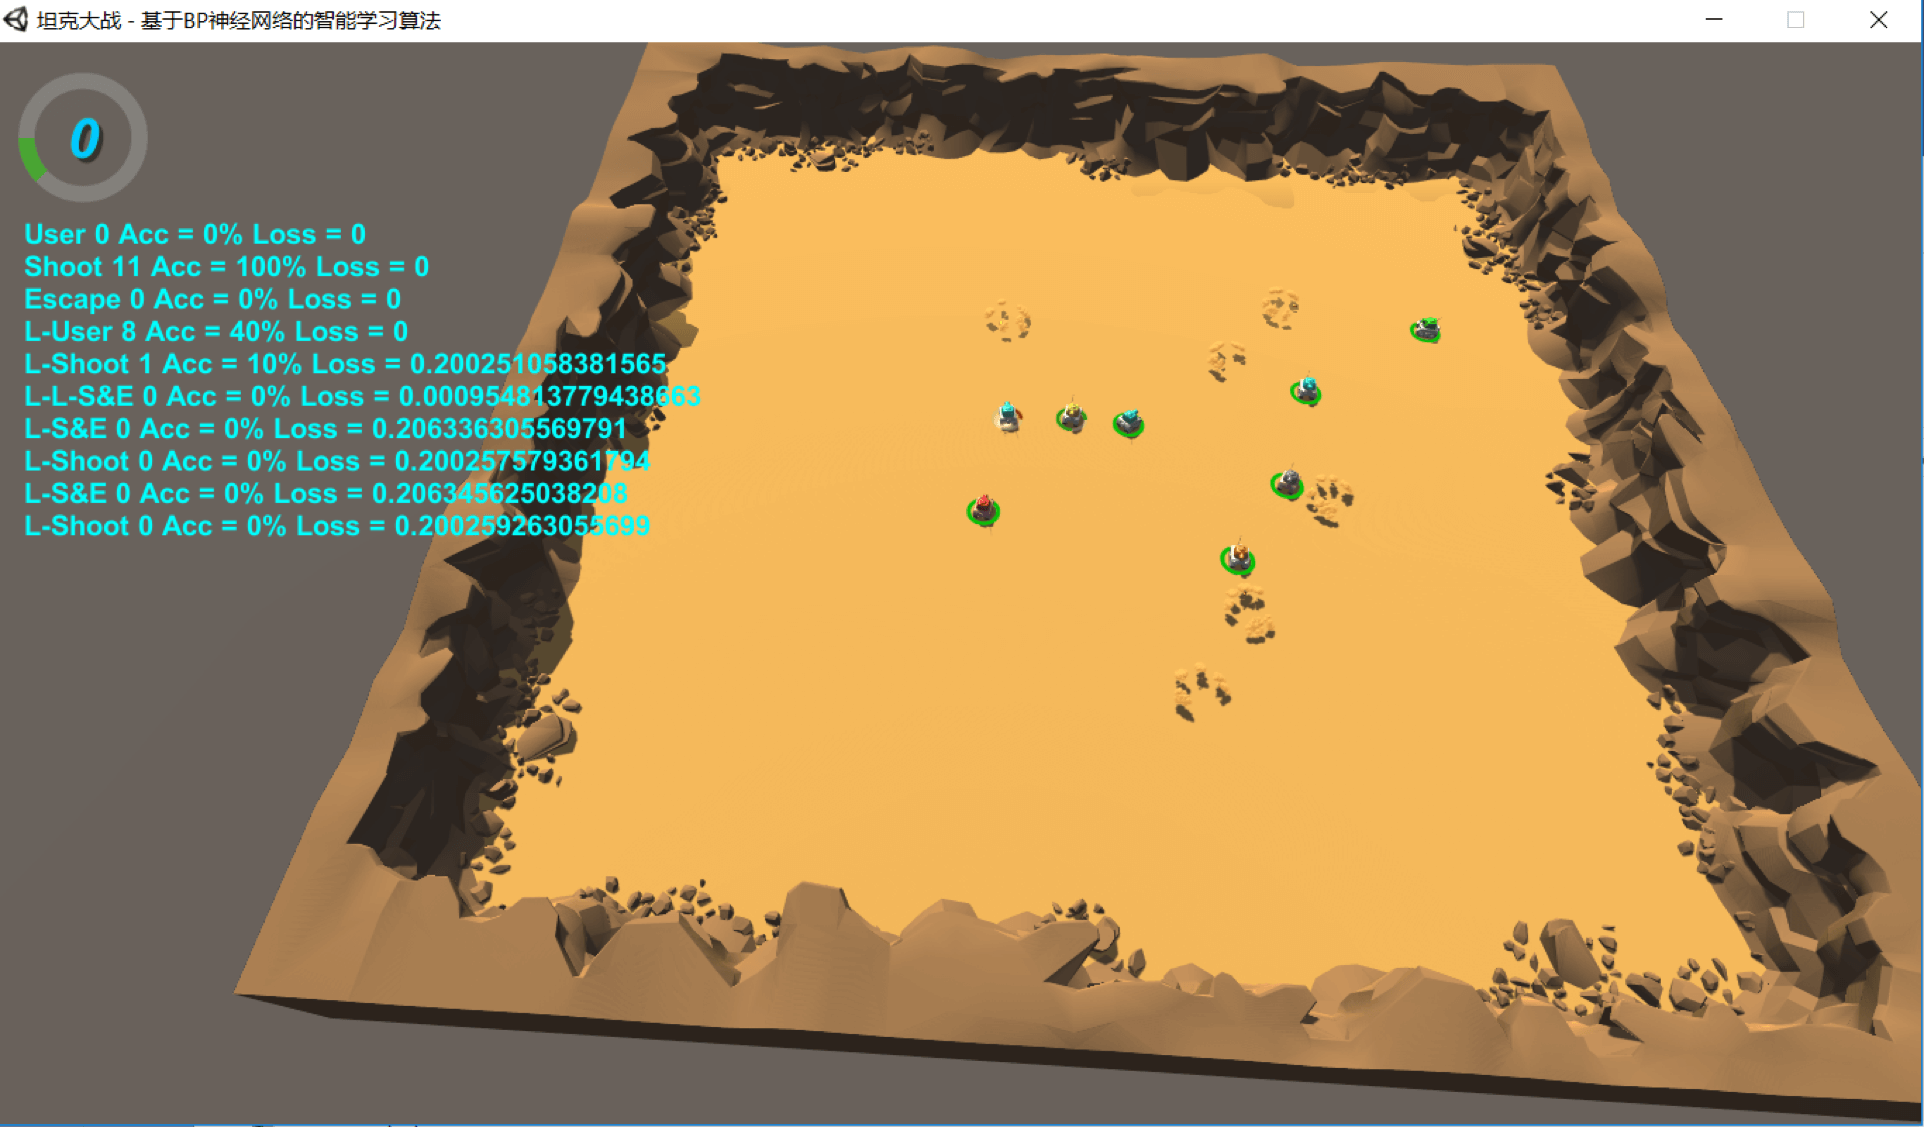 坦克大战 - 基于BP神经网络的智能学习算法
0
User 0 Acc = 0% Loss = 0
Shoot 11 Acc = 100% Loss = 0
Escape 0 Acc = 0% Loss = 0
L-User 8 Acc = 40% Loss = 0
L-Shoot 1 Acc = 10% Loss = 0.200251058381565
L-L-S&E 0 Acc = 0% Loss = 0.000954813779438663
L-S&E 0 Acc = 0% Loss = 0.206336305569791
L-Shoot 0 Acc = 0% Loss = 0.200257579361794
L-S&E 0 Acc = 0% Loss = 0.206345625038208
L-Shoot 0 Acc = 0% Loss = 0.200259263055699